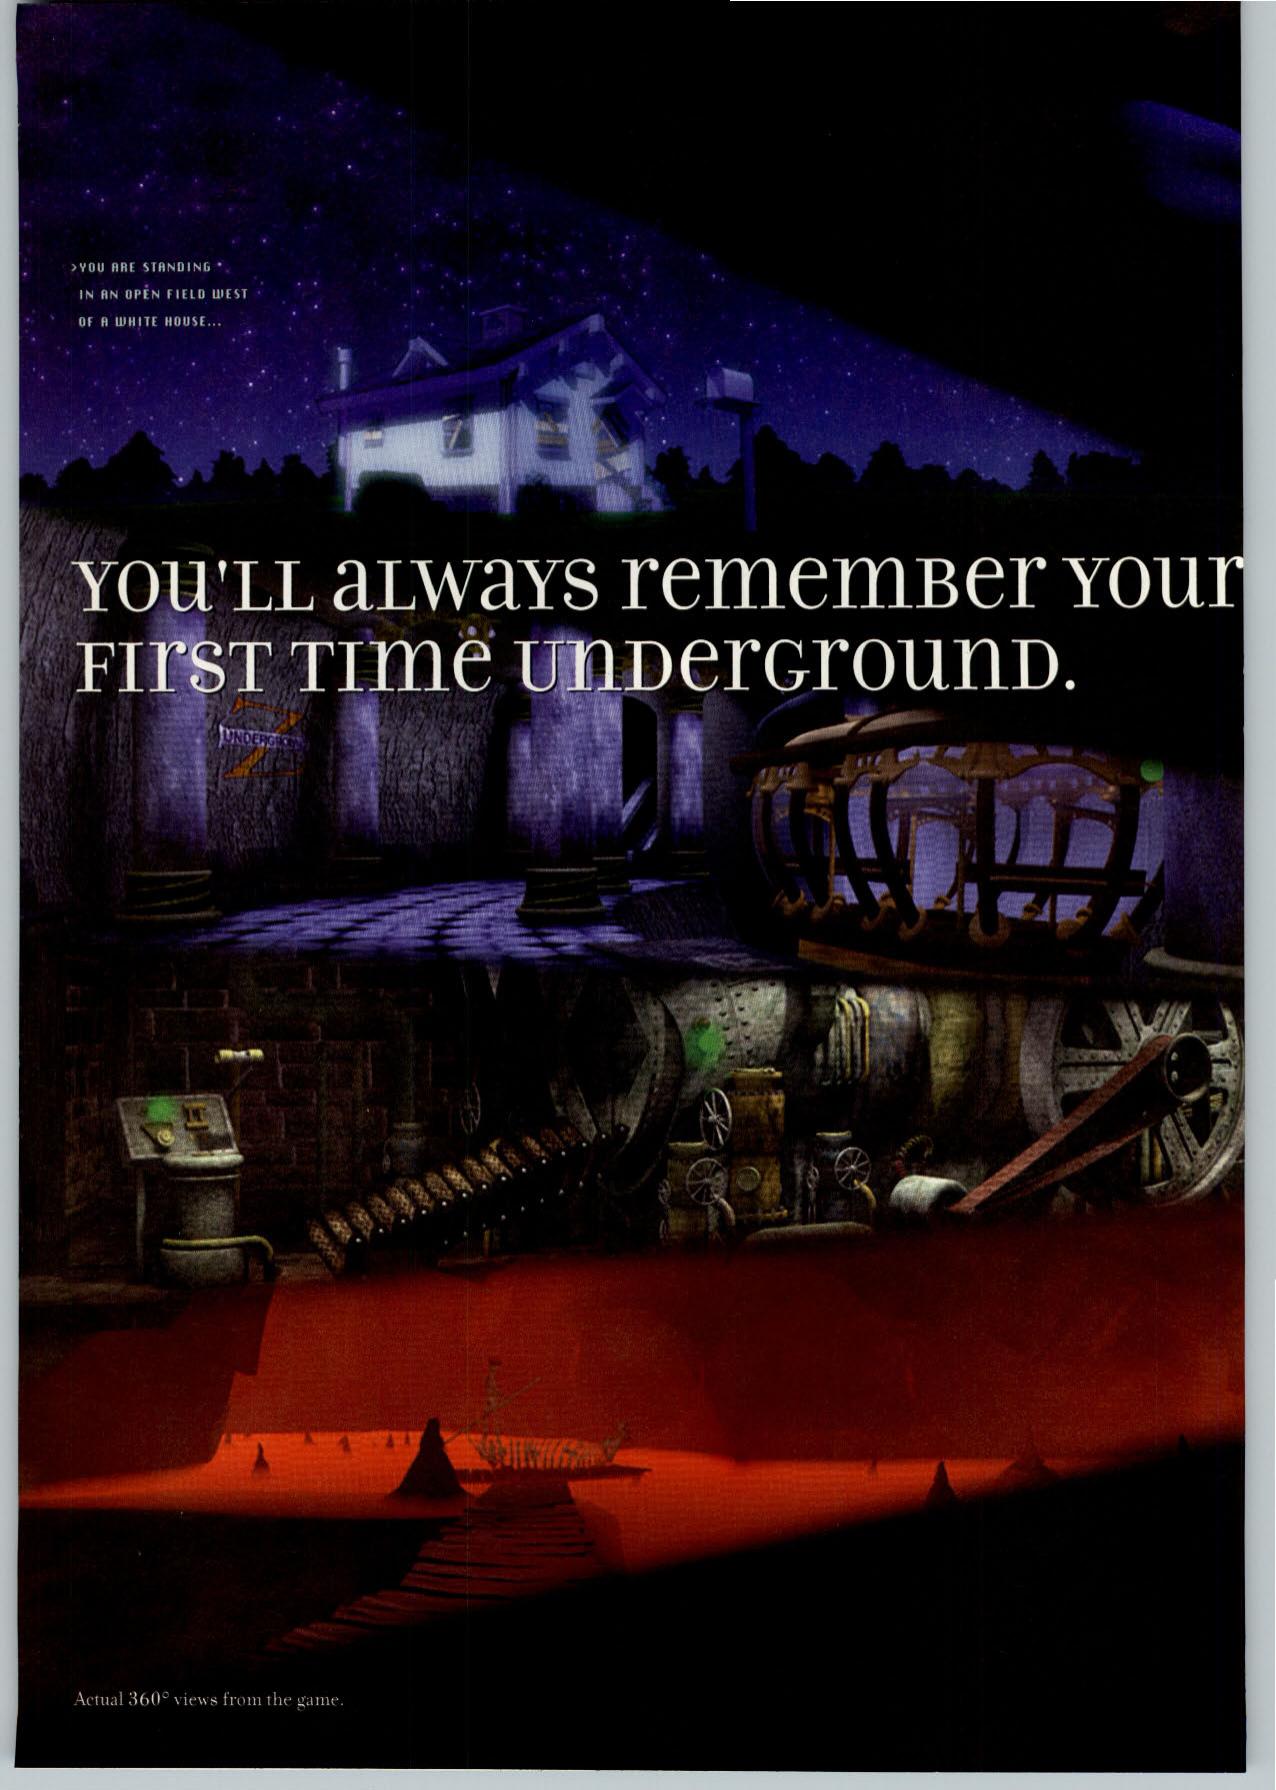 >YOU ARE STANDING
IN AN OPEN FIELD WEST
OF A WHITE HOUSE...
YOU'LL aLWaYS rememBer YOUr
FIrST TIme UnDerGrounD.
UNDERGROUND
Z
Actual 360° views from the game.